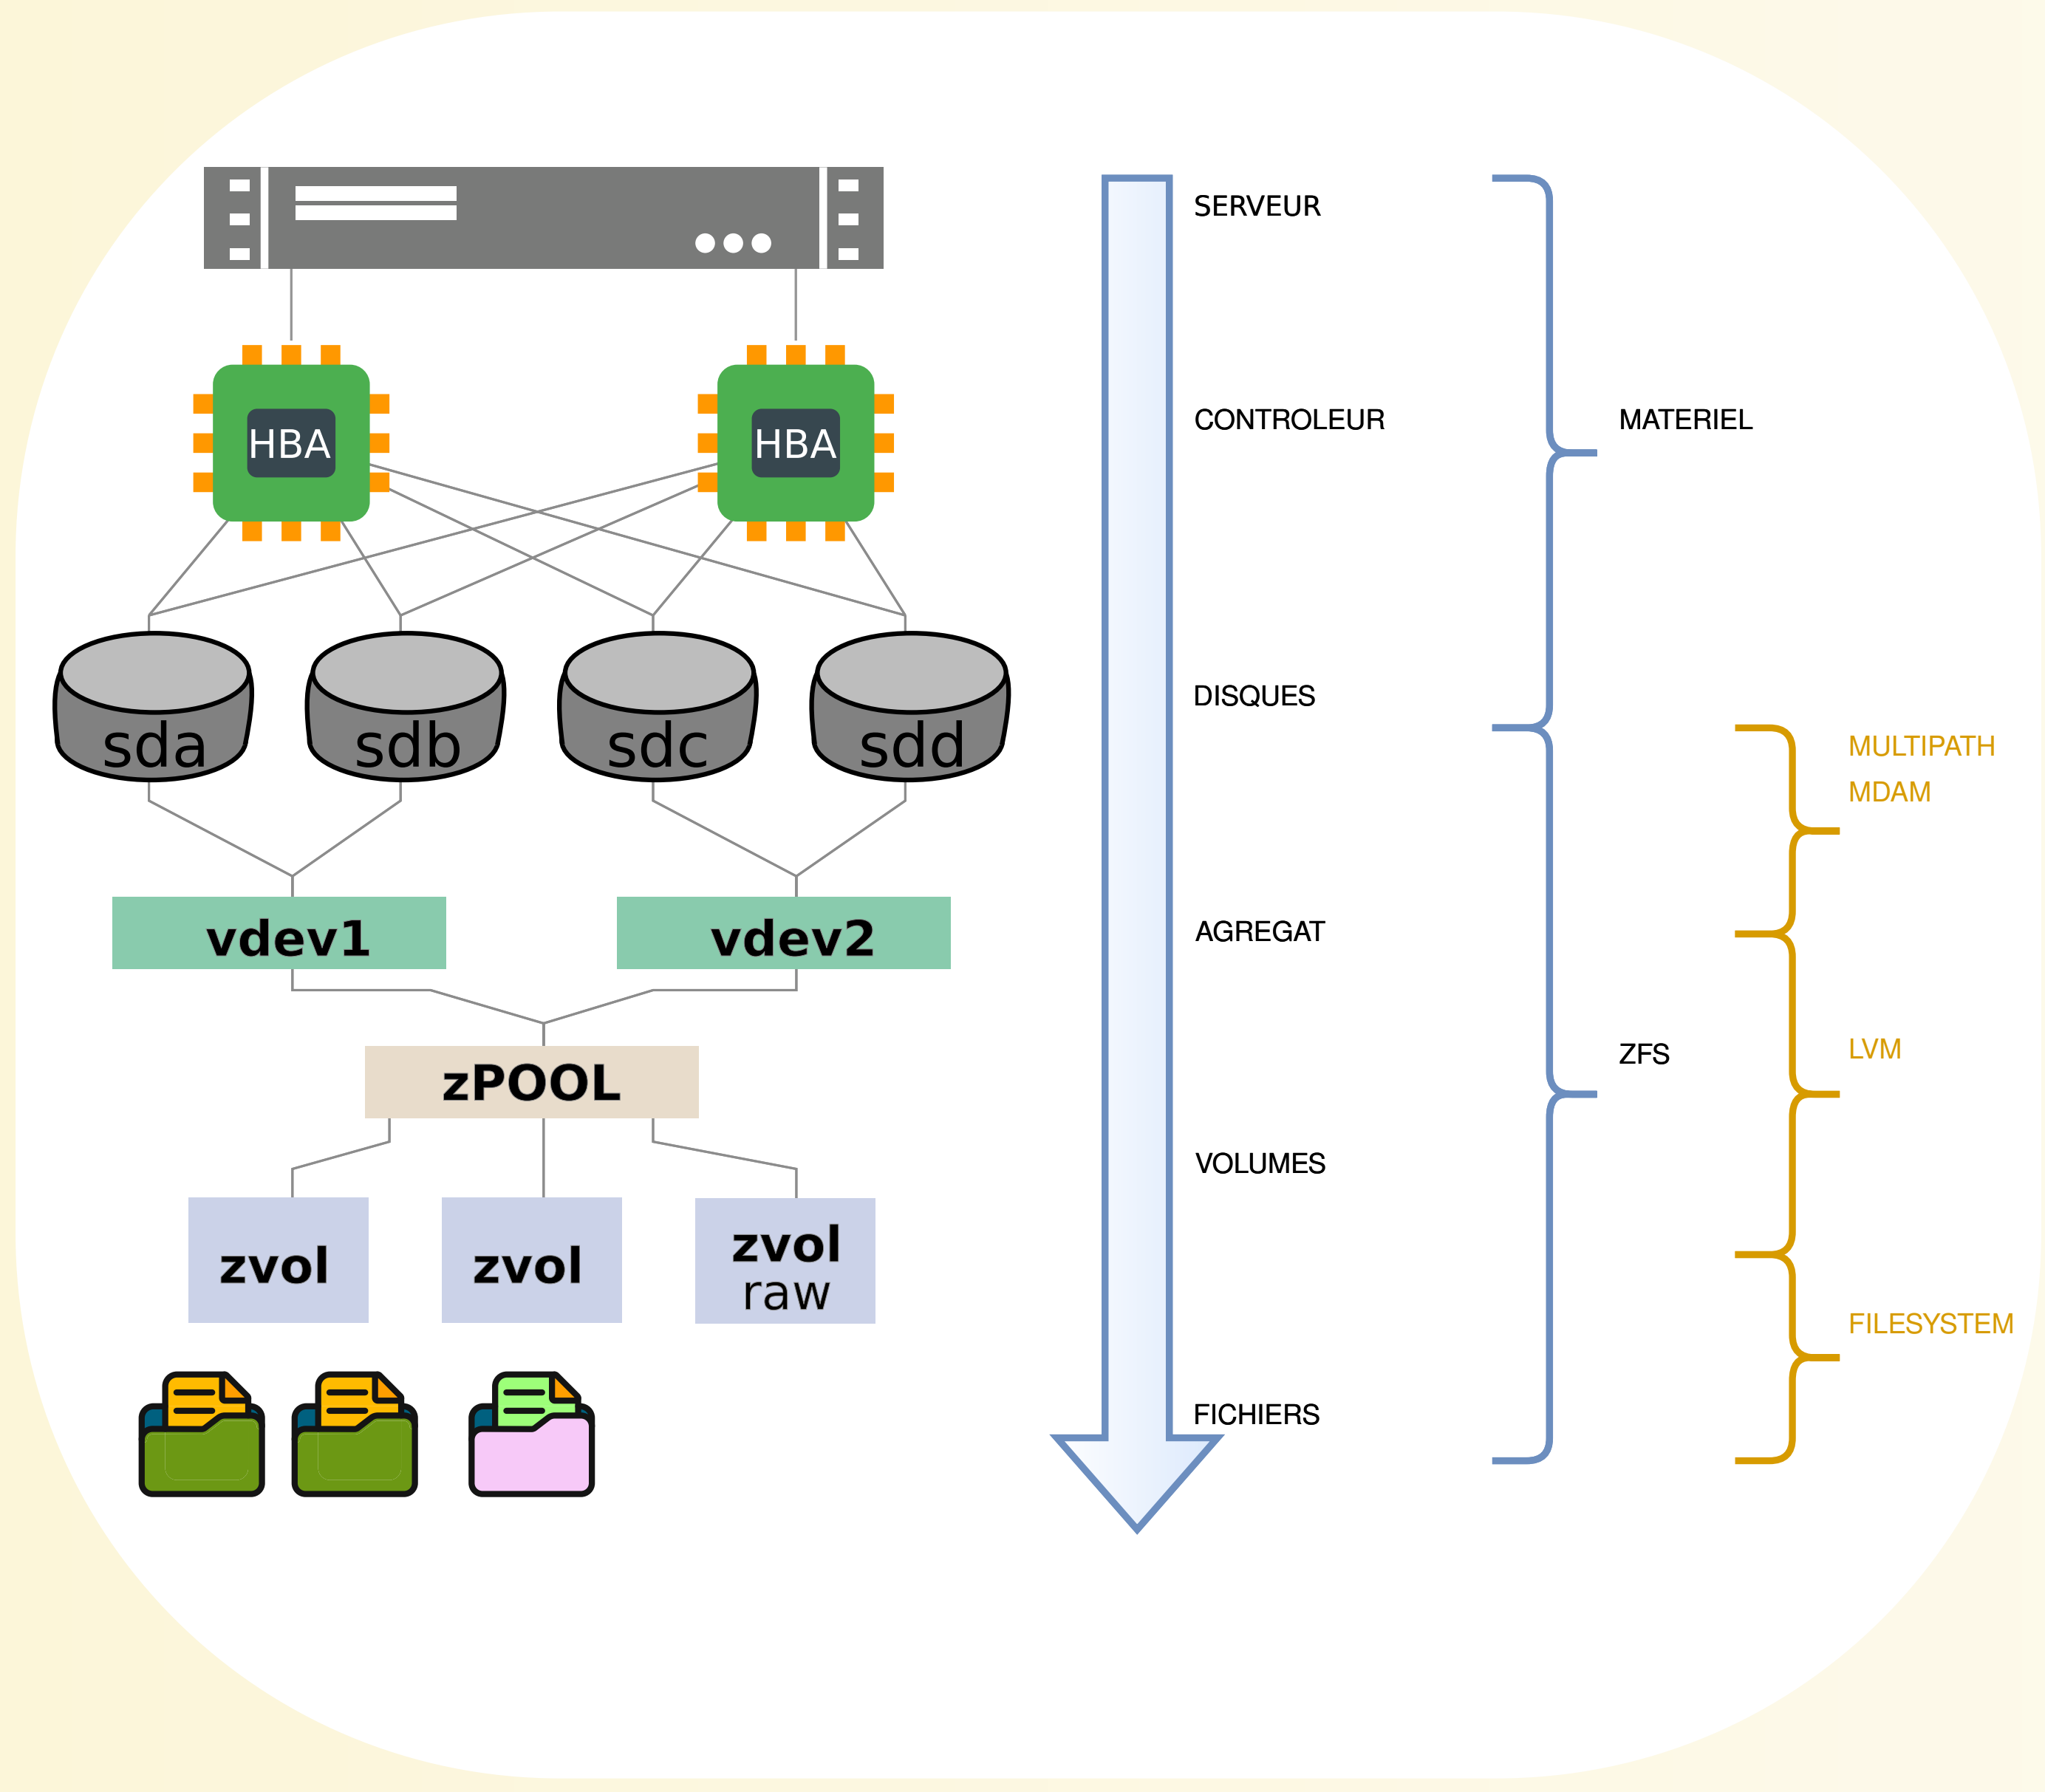 SERVEUR
HBA
HBA
CONTROLEUR
MATERIEL
sda
sdb
sdc
sdd
DISQUES
MULTIPATH
MDAM
vdev1
vdev2
AGREGAT
zPOOL
ZFS
LVM
VOLUMES
zvol
zvol
zvol
raw
FILESYSTEM
FICHIERS